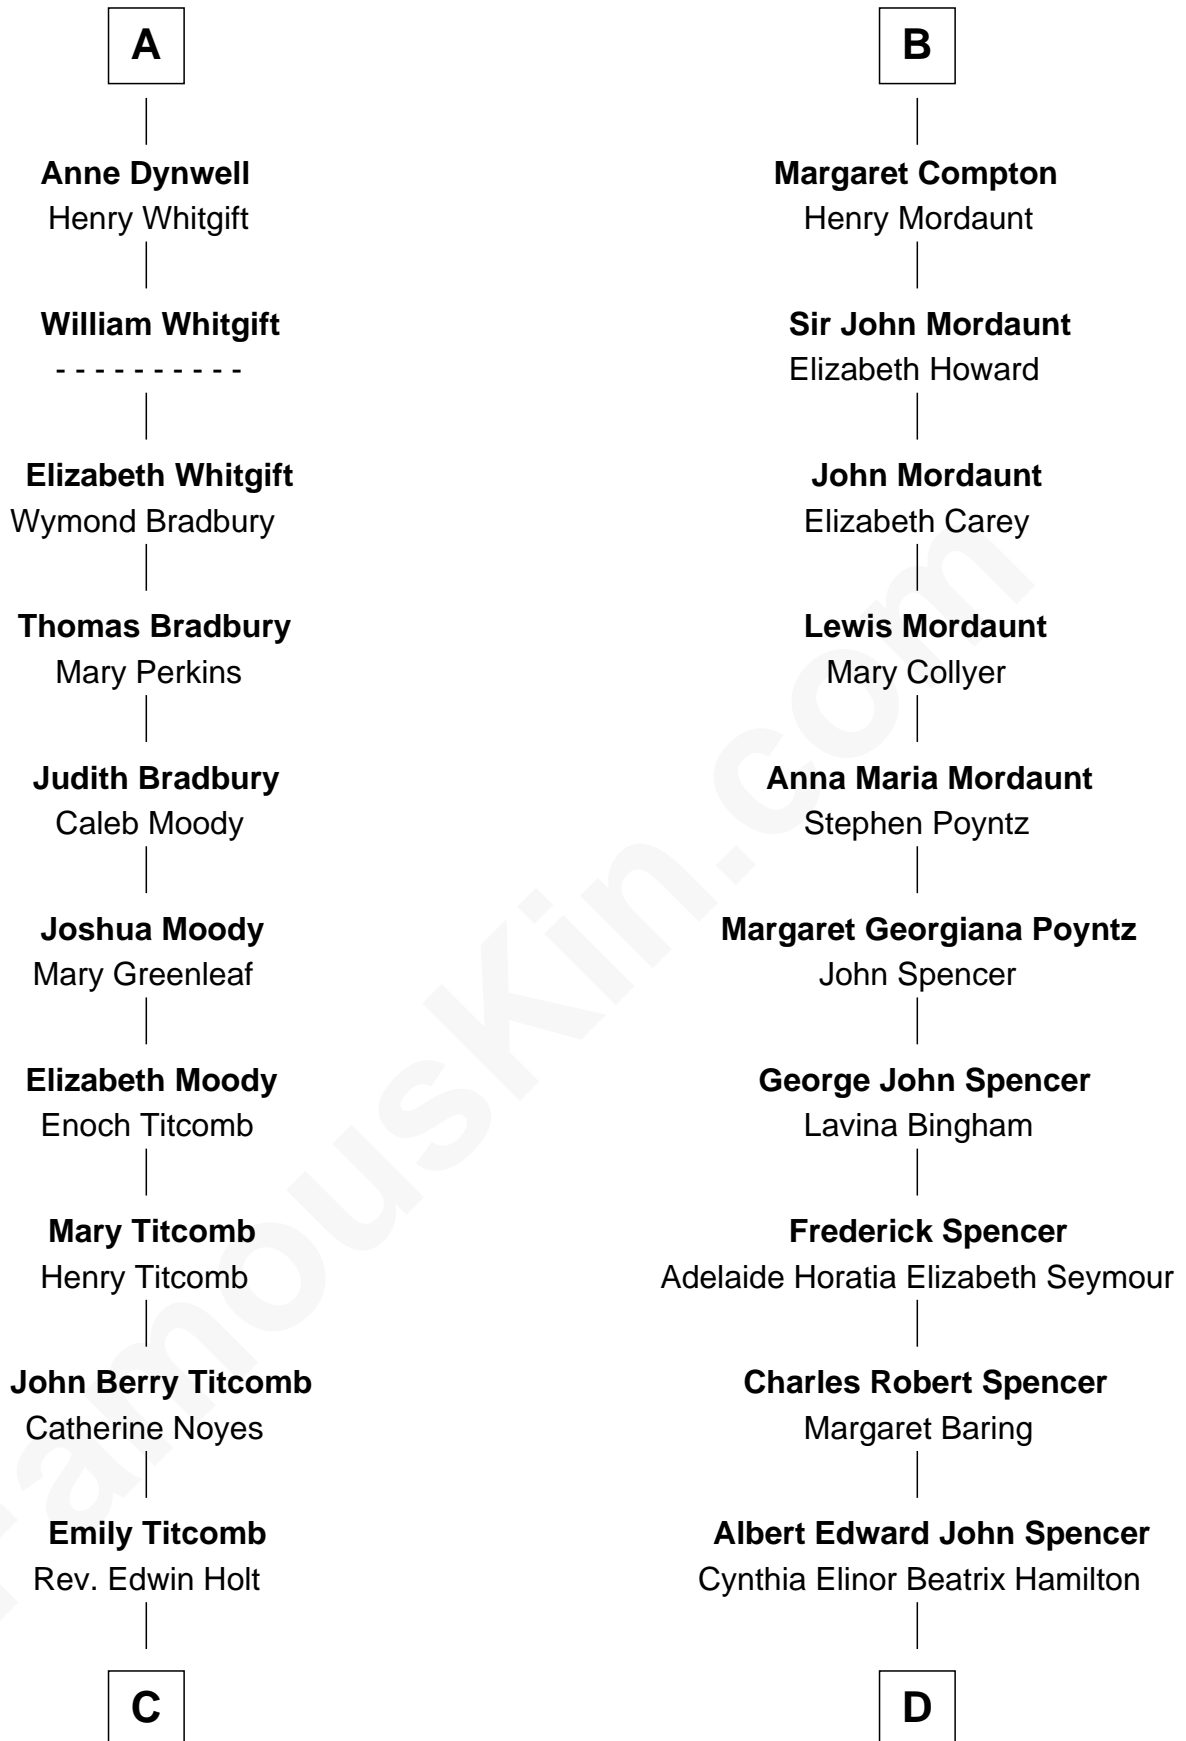 A
Anne Dynwell
Henry Whitgift
William Whitgift
- - - - - - - - - -
Elizabeth Whitgift
Wymond Bradbury
Thomas Bradbury
Mary Perkins
Judith Bradbury
Caleb Moody
Joshua Moody
Mary Greenleaf
Elizabeth Moody
Enoch Titcomb
Mary Titcomb
Henry Titcomb
John Berry Titcomb
Catherine Noyes
Emily Titcomb
Rev. Edwin Holt
C
B
Margaret Compton
Henry Mordaunt
Sir John Mordaunt
Elizabeth Howard
John Mordaunt
Elizabeth Carey
Lewis Mordaunt
Mary Collyer
Anna Maria Mordaunt
Stephen Poyntz
Margaret Georgiana Poyntz
John Spencer
George John Spencer
Lavina Bingham
Frederick Spencer
Adelaide Horatia Elizabeth Seymour
Charles Robert Spencer
Margaret Baring
Albert Edward John Spencer
Cynthia Elinor Beatrix Hamilton
D
FamousKin.com